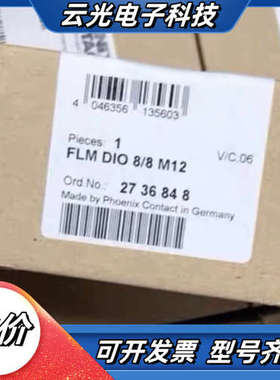 云光电子科技
4 046356 135603
Pieces: 1
FLM DIO 8/8 M12
V/C.06
Ord.No.: 27 36 84 8
Made by Phoenix Contact in Germany
价
可开发票 型号齐